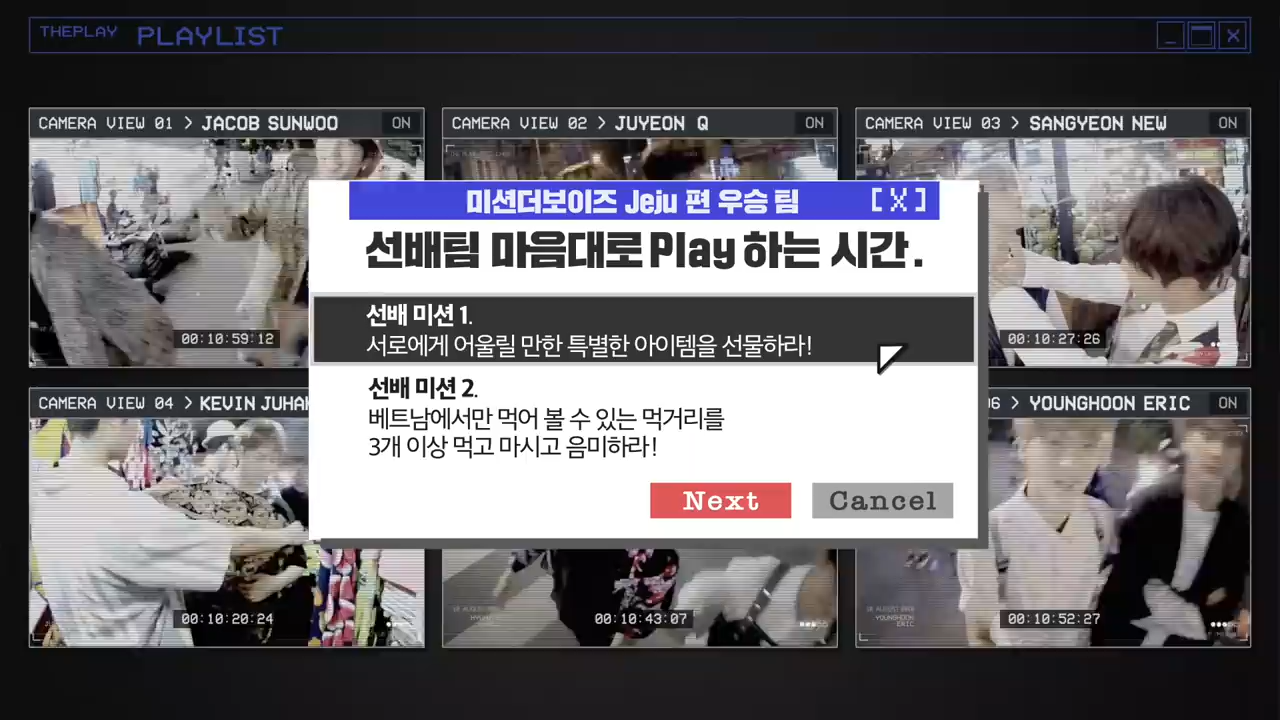 THEPLAY PLAYLIST
CAMERA VIEW 01 > JACOB SUNWOO ON
CAMERA VIEW 02 > JUYEON Q ON
CAMERA VIEW 03 > SANGYEON NEW ON
미션더보이즈 Jeju 편 우승 팀 [X]
선배팀 마음대로 Play 하는 시간.
선배 미션 1.
서로에게 어울릴 만한 특별한 아이템을 선물하라!
선배 미션 2.
베트남에서만 먹어 볼 수 있는 먹거리를
3개 이상 먹고 마시고 음미하라!
Next Cancel
00:10:59:12
00:10:27:26
CAMERA VIEW 04 > KEVIN JUHA
> YOUNGHOON ERIC ON
00:10:20:24
00:10:43:07
00:10:52:27
YOUNGHOON
ERIC